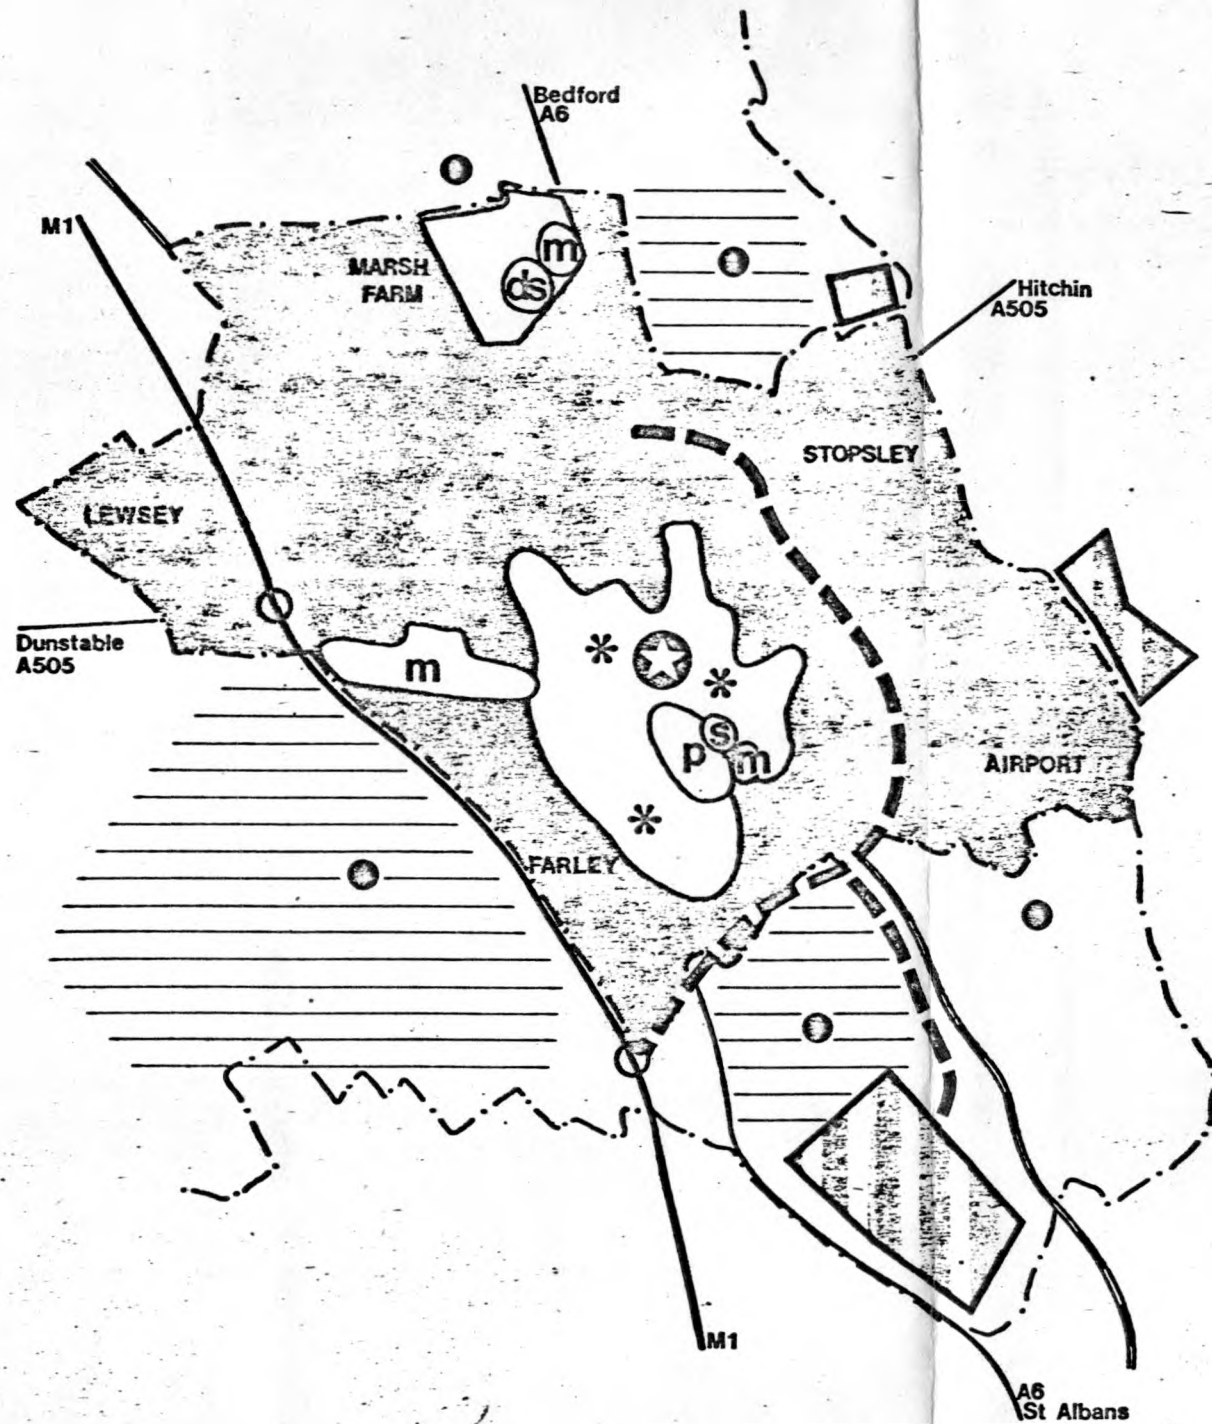 Bedford
A6
M1
MARSH
FARM
m
ds
Hitchin
A505
STOPSLEY
LEWSEY
Dunstable
A505
m
s
p
m
AIRPORT
FARLEY
M1
A6
St Albans